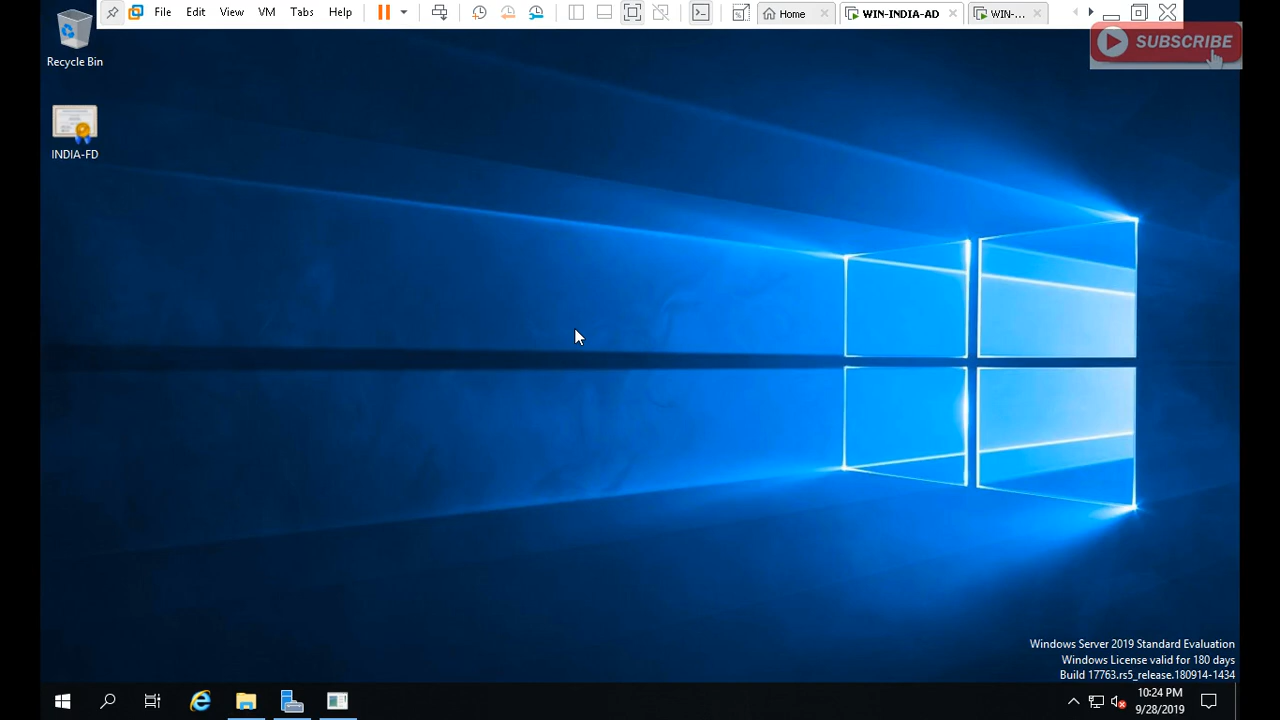 File Edit View VM Tabs Help
Home
WIN-INDIA-AD
WIN-...
SUBSCRIBE
Recycle Bin
INDIA-FD
Windows Server 2019 Standard Evaluation
Windows License valid for 180 days
Build 17763.rs5_release.180914-1434
10:24 PM
9/28/2019